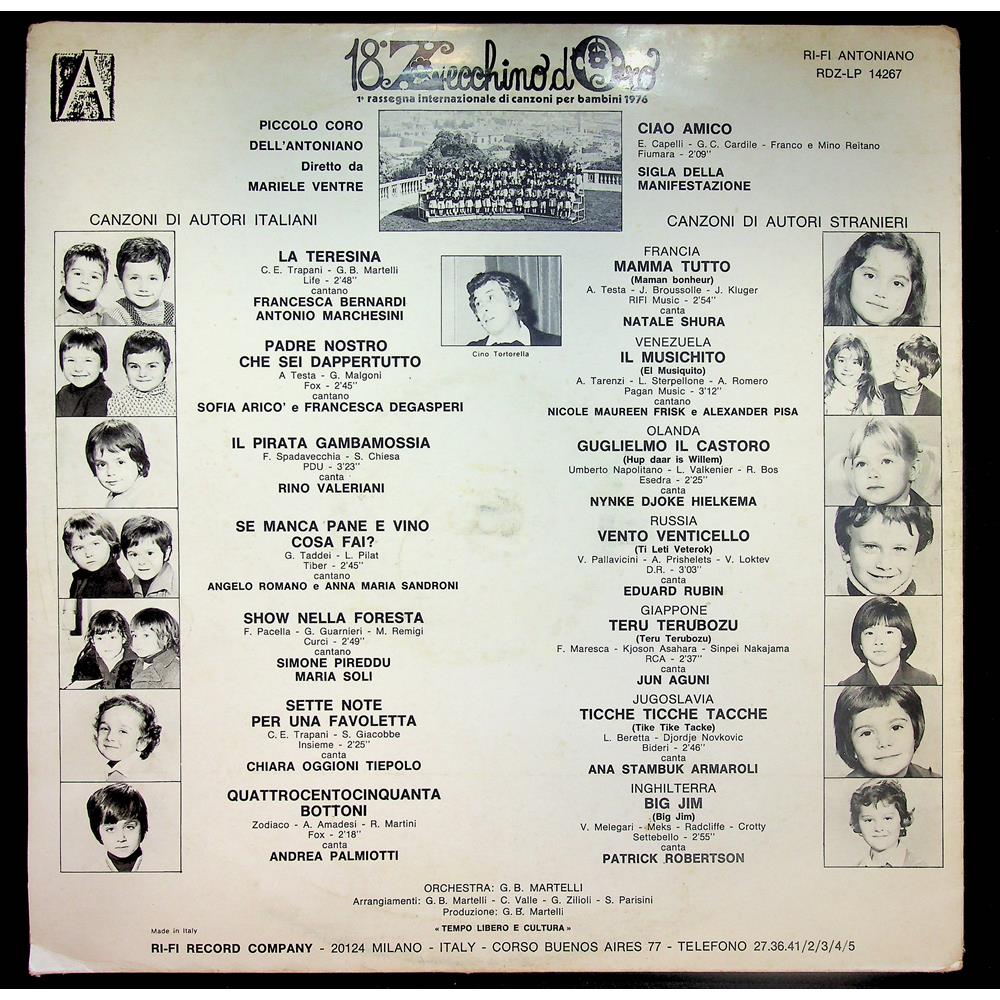 A
18° Zecchino d'Oro
1ª rassegna internazionale di canzoni per bambini 1976
RI-FI ANTONIANO
RDZ-LP 14267
PICCOLO CORO
DELL'ANTONIANO
Diretto da
MARIELE VENTRE
CIAO AMICO
E. Capelli - G. C. Cardile - Franco e Mino Reitano
Fiumara - 2'09"
SIGLA DELLA
MANIFESTAZIONE
CANZONI DI AUTORI ITALIANI
LA TERESINA
C. E. Trapani - G. B. Martelli
Life - 2'48"
cantano
FRANCESCA BERNARDI
ANTONIO MARCHESINI
PADRE NOSTRO
CHE SEI DAPPERTUTTO
A Testa - G. Malgoni
Fox - 2'45"
cantano
SOFIA ARICO' e FRANCESCA DEGASPERI
IL PIRATA GAMBAMOSSIA
F. Spadavecchia - S. Chiesa
PDU - 3'23"
canta
RINO VALERIANI
SE MANCA PANE E VINO
COSA FAI?
G. Taddei - L. Pilat
Tiber - 2'45"
cantano
ANGELO ROMANO e ANNA MARIA SANDRONI
SHOW NELLA FORESTA
F. Pacella - G. Guarnieri - M. Remigi
Curci - 2'49"
cantano
SIMONE PIREDDU
MARIA SOLI
SETTE NOTE
PER UNA FAVOLETTA
C. E. Trapani - S. Giacobbe
Insieme - 2'25"
canta
CHIARA OGGIONI TIEPOLO
QUATTROCENTOCINQUANTA
BOTTONI
Zodiaco - A. Amadesi - R. Martini
Fox - 2'18"
canta
ANDREA PALMIOTTI
Cino Tortorella
CANZONI DI AUTORI STRANIERI
FRANCIA
MAMMA TUTTO
(Maman bonheur)
A. Testa - J. Broussolle - J. Kluger
RIFI Music - 2'54"
canta
NATALE SHURA
VENEZUELA
IL MUSICHITO
(El Musiquito)
A. Tarenzi - L. Sterpellone - A. Romero
Pagan Music - 3'12"
cantano
NICOLE MAUREEN FRISK e ALEXANDER PISA
OLANDA
GUGLIELMO IL CASTORO
(Hup daar is Willem)
Umberto Napolitano - L. Valkenier - R. Bos
Esedra - 2'25"
canta
NYNKE DJOKE HIELKEMA
RUSSIA
VENTO VENTICELLO
(Ti Leti Veterok)
V. Pallavicini - A. Prishelets - V. Loktev
D.R. - 3'03"
canta
EDUARD RUBIN
GIAPPONE
TERU TERUBOZU
(Teru Terubozu)
F. Maresca - Kjoson Asahara - Sinpei Nakajama
RCA - 2'37"
canta
JUN AGUNI
JUGOSLAVIA
TICCHE TICCHE TACCHE
(Tike Tike Tacke)
L. Beretta - Djordje Novkovic
Bideri - 2'46"
canta
ANA STAMBUK ARMAROLI
INGHILTERRA
BIG JIM
(Big Jim)
V. Melegari - Meks - Radcliffe - Crotty
Settebello - 2'55"
canta
PATRICK ROBERTSON
ORCHESTRA: G. B. MARTELLI
Arrangiamenti: G. B. Martelli - C. Valle - G. Zilioli - S. Parisini
Produzione: G. B. Martelli
« TEMPO LIBERO E CULTURA »
Made in Italy
RI-FI RECORD COMPANY - 20124 MILANO - ITALY - CORSO BUENOS AIRES 77 - TELEFONO 27.36.41/2/3/4/5